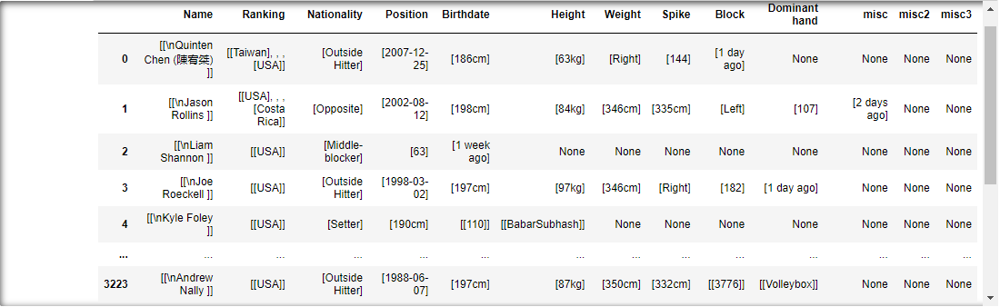 Name Ranking Nationality Position Birthdate Height Weight Spike Block Dominant hand misc misc2 misc3
0 [[\nQuinten Chen (陳宥榤) ]] [[Taiwan], , , [USA]] [Outside Hitter] [2007-12-25] [186cm] [63kg] [Right] [144] [1 day ago] None None None None
1 [[\nJason Rollins ]] [[USA], , , [Costa Rica]] [Opposite] [2002-08-12] [198cm] [84kg] [346cm] [335cm] [Left] [107] [2 days ago] None None
2 [[\nLiam Shannon ]] [[USA]] [Middle-blocker] [63] [1 week ago] None None None None None None None None
3 [[\nJoe Roeckell ]] [[USA]] [Outside Hitter] [1998-03-02] [197cm] [97kg] [346cm] [Right] [182] [1 day ago] None None None
4 [[\nKyle Foley ]] [[USA]] [Setter] [190cm] [[110]] [[BabarSubhash]] None None None None None None None
... ... ... ... ... ... ... ... ... ... ... ... ... ...
3223 [[\nAndrew Nally ]] [[USA]] [Outside Hitter] [1988-06-07] [197cm] [87kg] [350cm] [332cm] [[3776]] [[Volleybox]] None None None